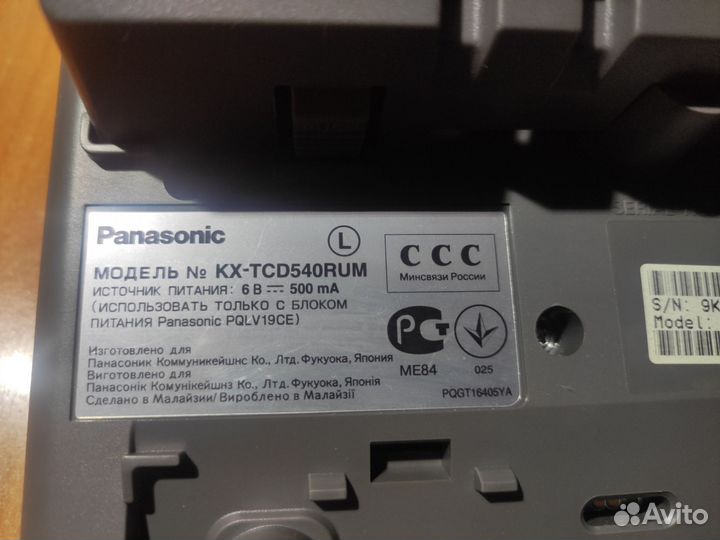 Panasonic
L
МОДЕЛЬ № KX-TCD540RUM
ИСТОЧНИК ПИТАНИЯ: 6 В 500 mA
(ИСПОЛЬЗОВАТЬ ТОЛЬКО С БЛОКОМ
ПИТАНИЯ Panasonic PQLV19CE)
Изготовлено для
Панасоник Коммуникейшнс Ко., Лтд. Фукуока, Япония
Виготовлено для
Панасонік Комунікейшнз Ко., Лтд. Фукуока, Японія
Сделано в Малайзии/ Вироблено в Малайзії
ССС
Минсвязи России
ME84
025
PQGT16405YA
S/N: 9K
Model:
Avito